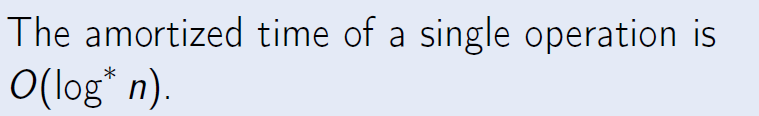 The amortized time of a single operation is
O(log* n).